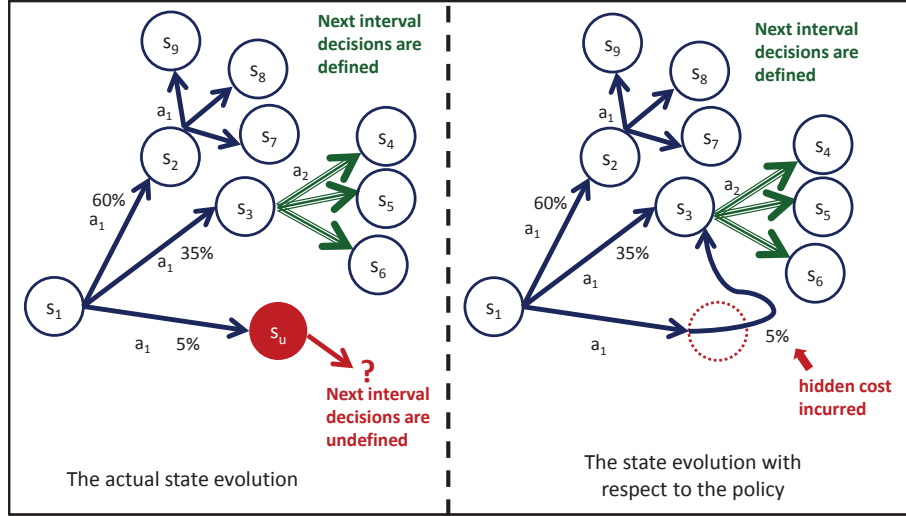 Next interval
decisions are
defined
s9
s8
a1
s7
s2
s4
a2
60%
a1
s3
s5
a1
35%
s6
s1
su
a1
5%
?
Next interval
decisions are
undefined
The actual state evolution
Next interval
decisions are
defined
s9
s8
a1
s7
s2
s4
a2
60%
a1
s3
s5
a1
35%
s6
s1
a1
5%
hidden cost
incurred
The state evolution with
respect to the policy